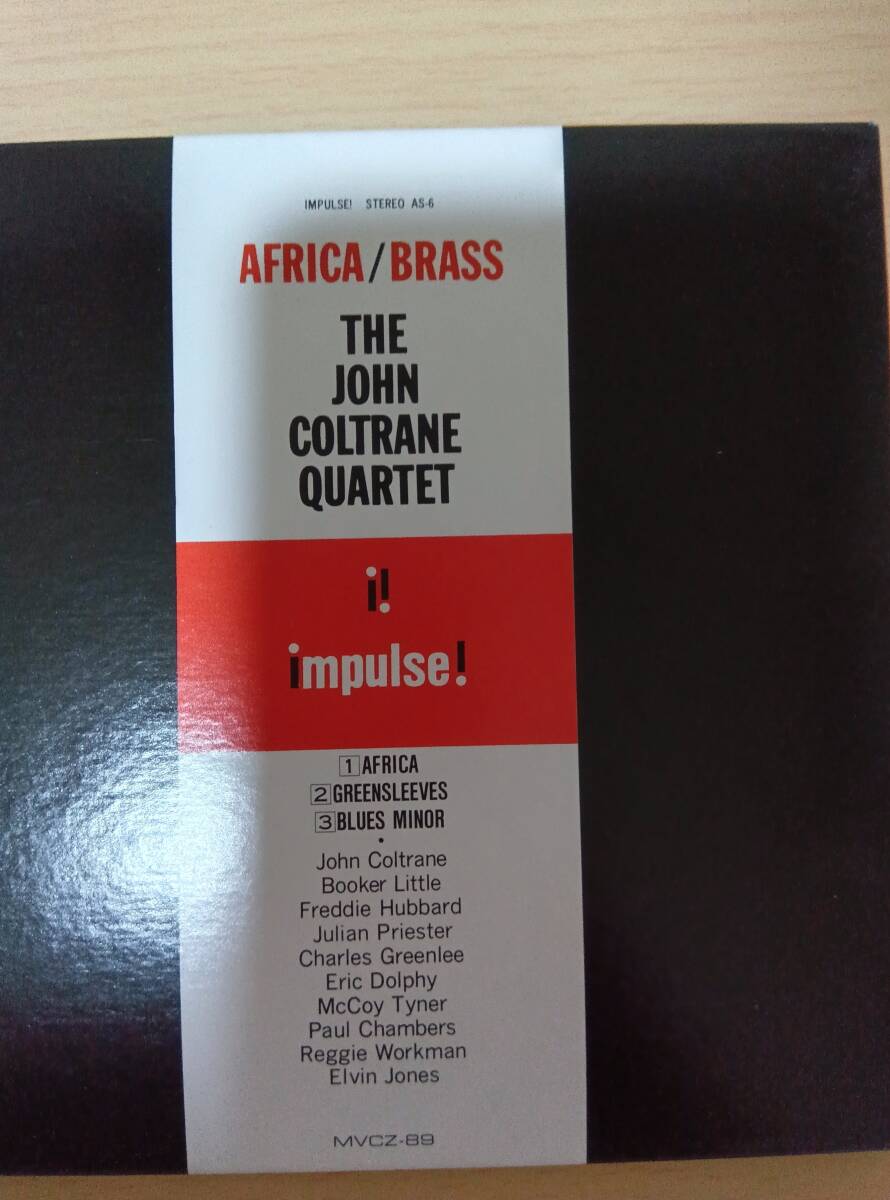 IMPULSE! STEREO AS-6
AFRICA/BRASS
THE
JOHN
COLTRANE
QUARTET
i!
impulse!
1 AFRICA
2 GREENSLEEVES
3 BLUES MINOR
•
John Coltrane
Booker Little
Freddie Hubbard
Julian Priester
Charles Greenlee
Eric Dolphy
McCoy Tyner
Paul Chambers
Reggie Workman
Elvin Jones
MVCZ-89